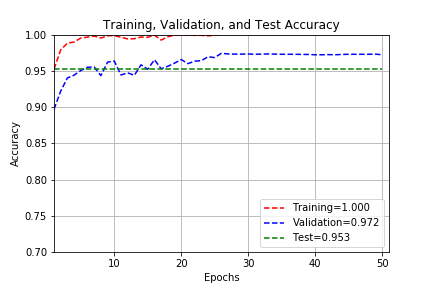 Training, Validation, and Test Accuracy
1.00
0.95
0.90
0.85
0.80
0.75
0.70
Accuracy
Training=1.000
Validation=0.972
Test=0.953
10 20 30 40 50
Epochs